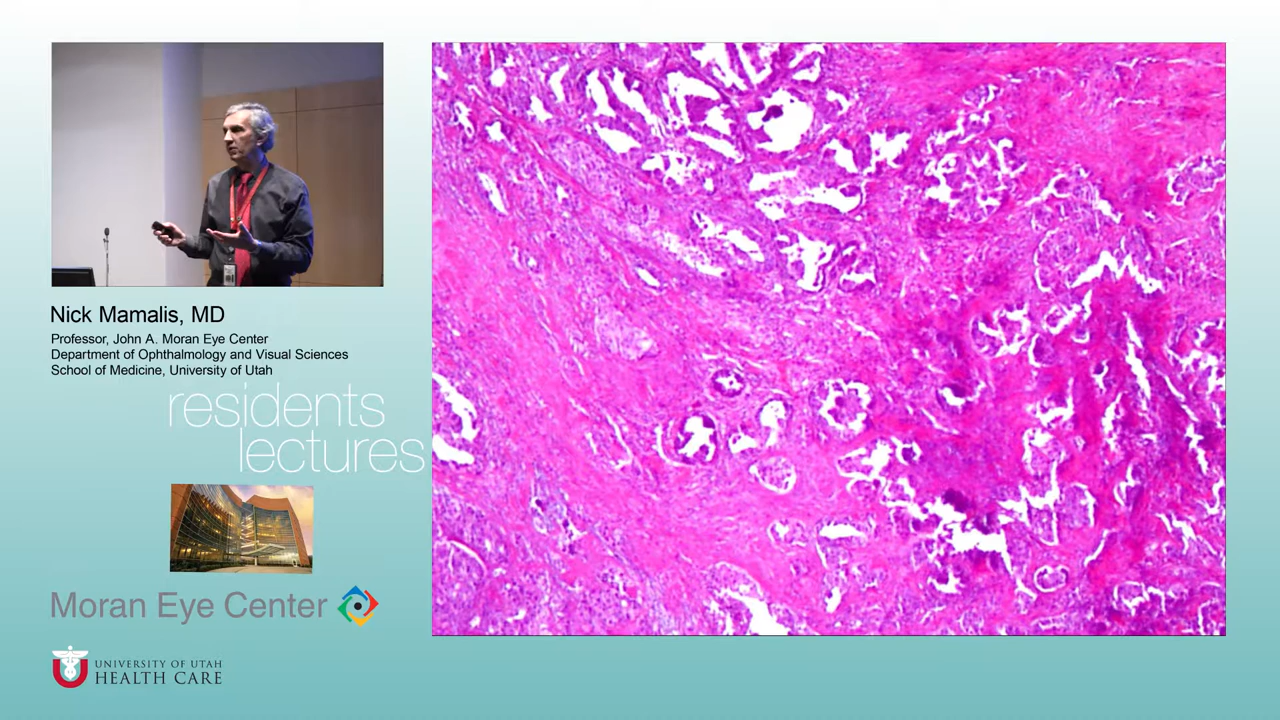 Nick Mamalis, MD
Professor, John A. Moran Eye Center
Department of Ophthalmology and Visual Sciences
School of Medicine, University of Utah
residents
lectures
Moran Eye Center
UNIVERSITY OF UTAH
HEALTH CARE